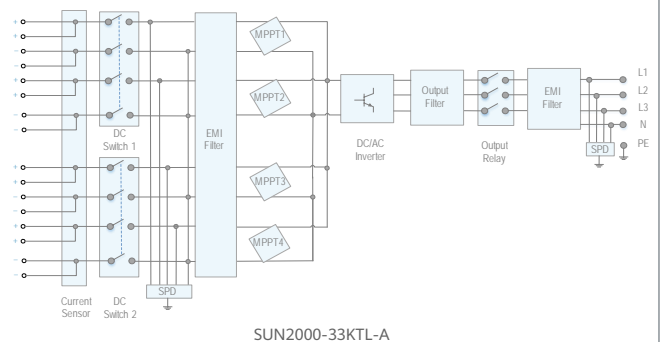 +
+
−
−
+
+
−
−
+
+
−
−
+
+
−
−
Current
Sensor
DC
Switch 1
DC
Switch 2
SPD
EMI
Filter
MPPT1
MPPT2
MPPT3
MPPT4
DC/AC
Inverter
Output
Filter
Output
Relay
EMI
Filter
SPD
L1
L2
L3
N
PE
SUN2000-33KTL-A